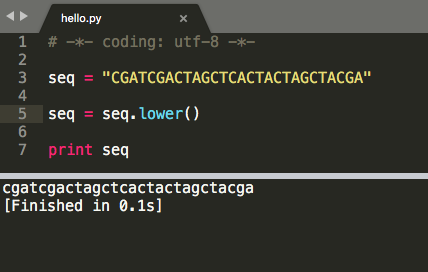 hello.py
1 # -*- coding: utf-8 -*-
2
3 seq = "CGATCGACTAGCTCACTACTAGCTACGA"
4
5 seq = seq.lower()
6
7 print seq
cgatcgactagctcactactagctacga
[Finished in 0.1s]